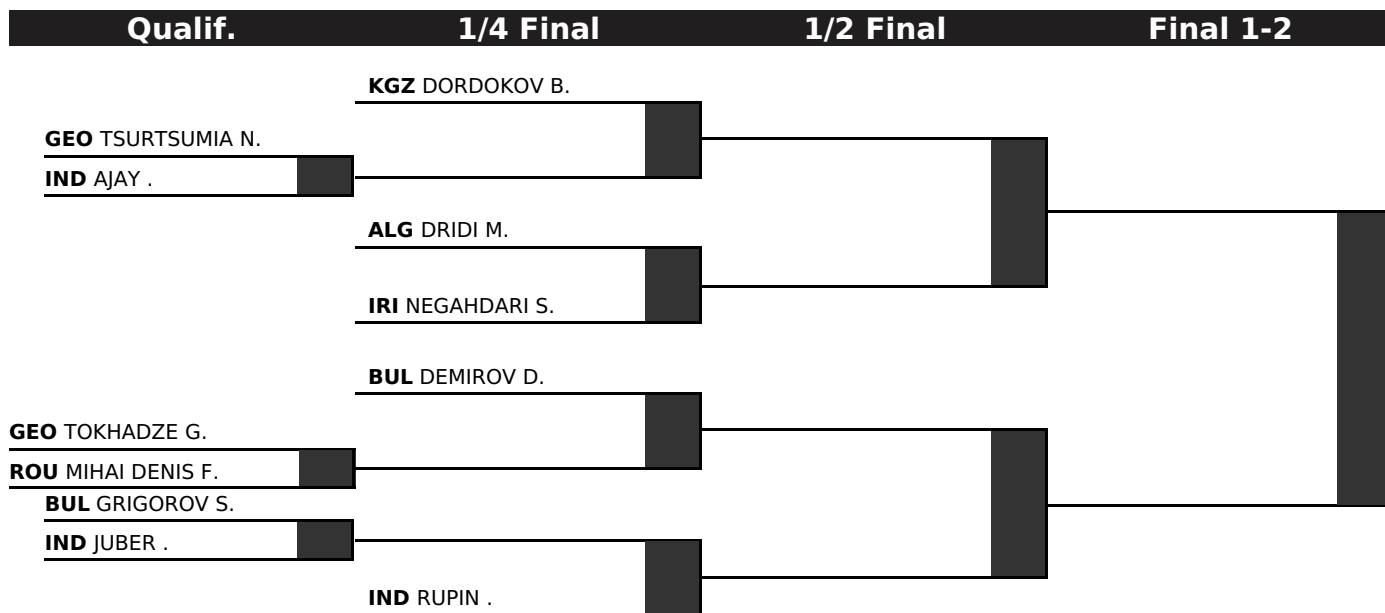 Qualif. 1/4 Final 1/2 Final Final 1-2
KGZ DORDOKOV B.
GEO TSURTSUMIA N.
IND AJAY .
ALG DRIDI M.
IRI NEGAHDARI S.
BUL DEMIROV D.
GEO TOKHADZE G.
ROU MIHAI DENIS F.
BUL GRIGOROV S.
IND JUBER .
IND RUPIN .